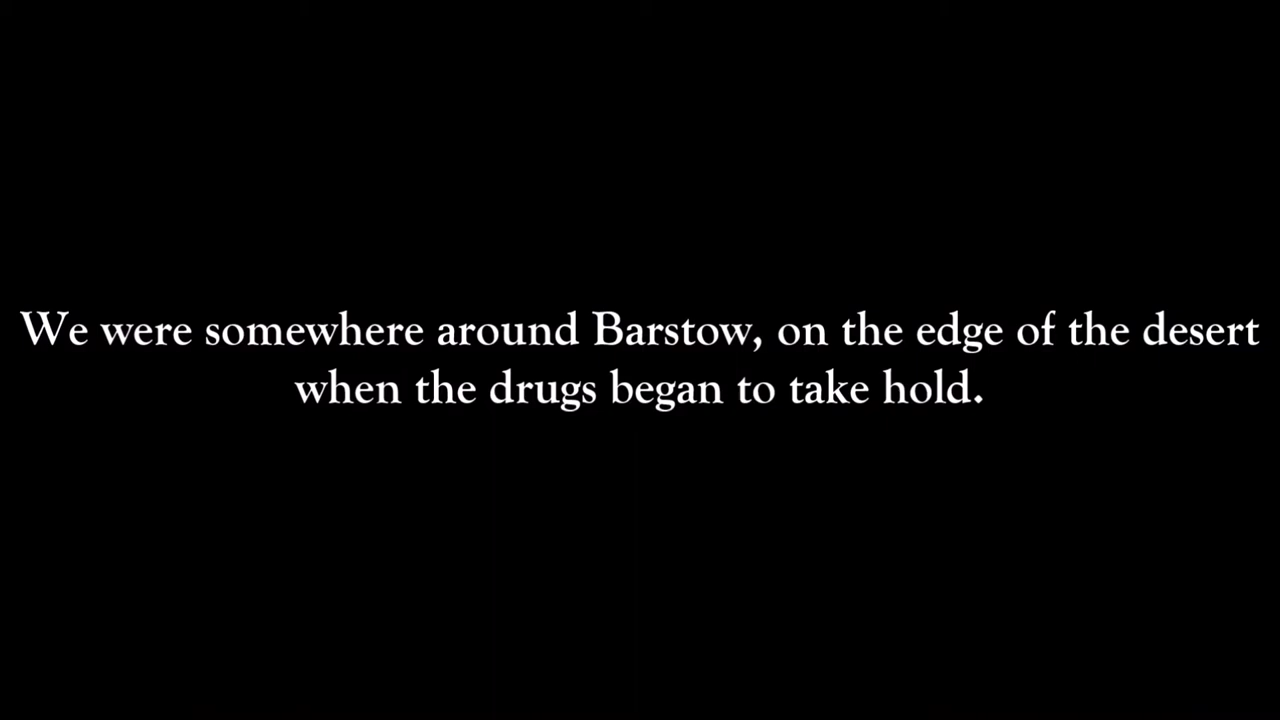 We were somewhere around Barstow, on the edge of the desert
when the drugs began to take hold.